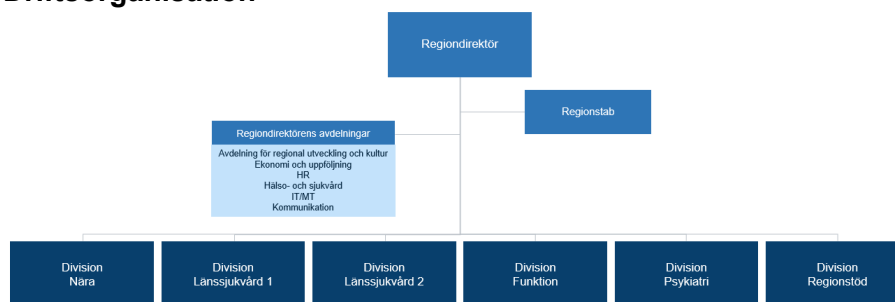 Driftsorganisation
Regiondirektör
Regionstab
Regiondirektörens avdelningar
Avdelning för regional utveckling och kultur
Ekonomi och uppföljning
HR
Hälso- och sjukvård
IT/MT
Kommunikation
Division
Nära
Division
Länssjukvård 1
Division
Länssjukvård 2
Division
Funktion
Division
Psykiatri
Division
Regionstöd